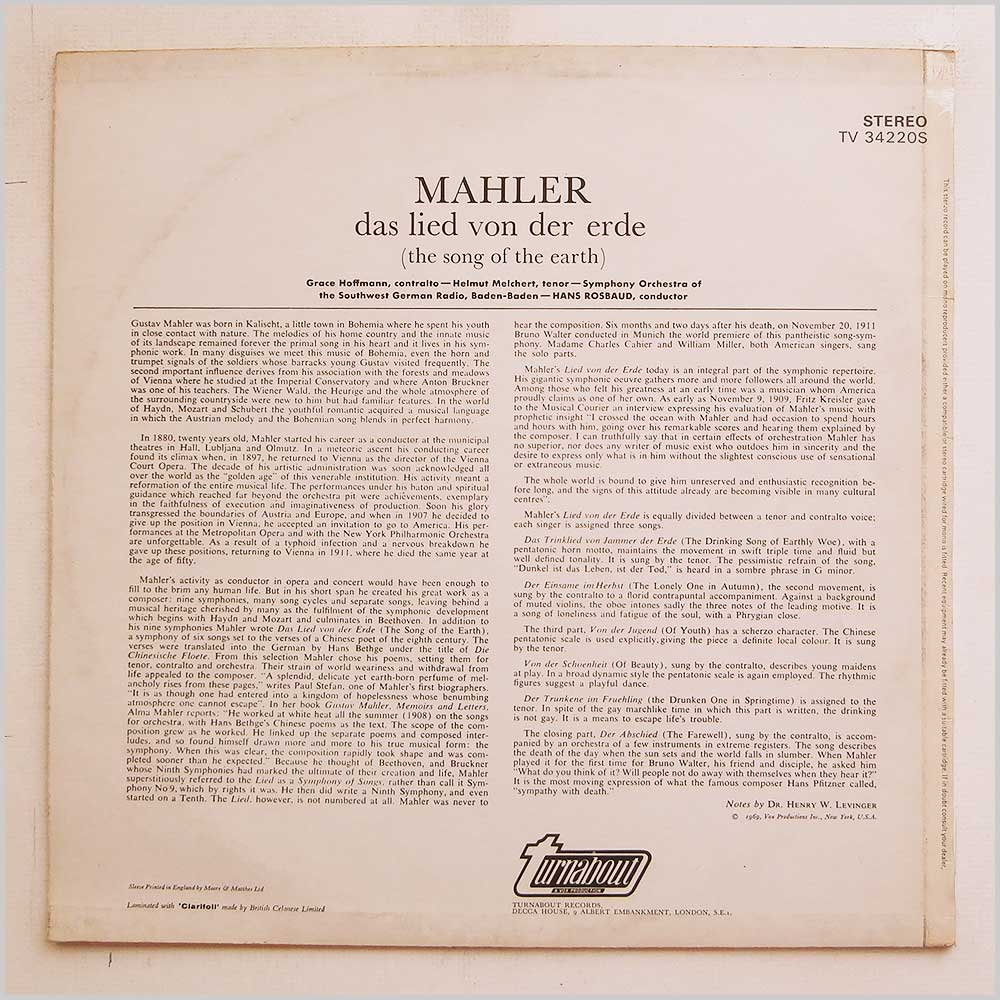 STEREO
TV 34220S
MAHLER
das lied von der erde
(the song of the earth)
Grace Hoffmann, contralto — Helmut Melchert, tenor — Symphony Orchestra of
the Southwest German Radio, Baden-Baden — HANS ROSBAUD, conductor
Gustav Mahler was born in Kalischt, a little town in Bohemia where he spent his youth
in close contact with nature. The melodies of his home country and the innate music
of its landscape remained forever the primal song in his heart and it lives in his sym-
phonic work. In many disguises we meet this music of Bohemia, even the horn and
trumpet signals of the soldiers whose barracks young Gustav visited frequently. The
second important influence derives from his association with the forests and meadows
of Vienna where he studied at the Imperial Conservatory and where Anton Bruckner
was one of his teachers. The Wiener Wald, the Heurige and the whole atmosphere of
the surrounding countryside were new to him but had familiar features. In the world
of Haydn, Mozart and Schubert the youthful romantic acquired a musical language
in which the Austrian melody and the Bohemian song blends in perfect harmony.
In 1880, twenty years old, Mahler started his career as a conductor at the municipal
theatres in Hall, Lubljana and Olmutz. In a meteoric ascent his conducting career
found its climax when, in 1897, he returned to Vienna as the director of the Vienna
Court Opera. The decade of his artistic administration was soon acknowledged all
over the world as the "golden age" of this venerable institution. His activity meant a
reformation of the entire musical life. The performances under his baton and spiritual
guidance which reached far beyond the orchestra pit were achievements, exemplary
in the faithfulness of execution and imaginativeness of production. Soon his glory
transgressed the boundaries of Austria and Europe, and when in 1907 he decided to
give up the position in Vienna, he accepted an invitation to go to America. His per-
formances at the Metropolitan Opera and with the New York Philharmonic Orchestra
are unforgettable. As a result of a typhoid infection and a nervous breakdown he
gave up these positions, returning to Vienna in 1911, where he died the same year at
the age of fifty.
Mahler's activity as conductor in opera and concert would have been enough to
fill to the brim any human life. But in his short span he created his great work as a
composer: nine symphonies, many song cycles and separate songs, leaving behind a
musical heritage cherished by many as the fulfilment of the symphonic development
which begins with Haydn and Mozart and culminates in Beethoven. In addition to
his nine symphonies Mahler wrote Das Lied von der Erde (The Song of the Earth),
a symphony of six songs set to the verses of a Chinese poet of the eighth century. The
verses were translated into the German by Hans Bethge under the title of Die
Chinesische Floete. From this selection Mahler chose his poems, setting them for
tenor, contralto and orchestra. Their strain of world weariness and withdrawal from
life appealed to the composer. "A splendid, delicate yet earth-born perfume of mel-
ancholy rises from these pages," writes Paul Stefan, one of Mahler's first biographers.
"It is as though one had entered into a kingdom of hopelessness whose benumbing
atmosphere one cannot escape". In her book Gustav Mahler, Memoirs and Letters,
Alma Mahler reports: "He worked at white heat all the summer (1908) on the songs
for orchestra, with Hans Bethge's Chinese poems as the text. The scope of the com-
position grew as he worked. He linked up the separate poems and composed inter-
ludes, and so found himself drawn more and more to his true musical form: the
symphony. When this was clear, the composition rapidly took shape and was com-
pleted sooner than he expected." Because he thought of Beethoven, and Bruckner
whose Ninth Symphonies had marked the ultimate of their creation and life, Mahler
superstitiously referred to the Lied as a Symphony of Songs, rather than call it Sym-
phony No 9, which by rights it was. He then did write a Ninth Symphony, and even
started on a Tenth. The Lied, however, is not numbered at all. Mahler was never to
hear the composition. Six months and two days after his death, on November 20, 1911
Bruno Walter conducted in Munich the world premiere of this pantheistic song-sym-
phony. Madame Charles Cahier and William Miller, both American singers, sang
the solo parts.
Mahler's Lied von der Erde today is an integral part of the symphonic repertoire.
His gigantic symphonic oeuvre gathers more and more followers all around the world.
Among those who felt his greatness at an early time was a musician whom America
proudly claims as one of her own. As early as November 9, 1909, Fritz Kreisler gave
to the Musical Courier an interview expressing his evaluation of Mahler's music with
prophetic insight "I crossed the ocean with Mahler and had occasion to spend hours
and hours with him, going over his remarkable scores and hearing them explained by
the composer. I can truthfully say that in certain effects of orchestration Mahler has
no superior, nor does any writer of music exist who outdoes him in sincerity and the
desire to express only what is in him without the slightest conscious use of sensational
or extraneous music.
The whole world is bound to give him unreserved and enthusiastic recognition be-
fore long, and the signs of this attitude already are becoming visible in many cultural
centres".
Mahler's Lied von der Erde is equally divided between a tenor and contralto voice;
each singer is assigned three songs.
Das Trinklied von Jammer der Erde (The Drinking Song of Earthly Woe), with a
pentatonic horn motto, maintains the movement in swift triple time and fluid but
well defined tonality. It is sung by the tenor. The pessimistic refrain of the song,
"Dunkel ist das Leben, ist der Tod," is heard in a sombre phrase in G minor.
Der Einsame im Herbst (The Lonely One in Autumn), the second movement, is
sung by the contralto to a florid contrapuntal accompaniment. Against a background
of muted violins, the oboe intones sadly the three notes of the leading motive. It is
a song of loneliness and fatigue of the soul, with a Phrygian close.
The third part, Von der Jugend (Of Youth) has a scherzo character. The Chinese
pentatonic scale is used explicitly, giving the piece a definite local colour. It is sung
by the tenor.
Von der Schoenheit (Of Beauty), sung by the contralto, describes young maidens
at play. In a broad dynamic style the pentatonic scale is again employed. The rhythmic
figures suggest a playful dance.
Der Trunkene im Fruehling (the Drunken One in Springtime) is assigned to the
tenor. In spite of the gay marchlike time in which this part is written, the drinking
is not gay. It is a means to escape life's trouble.
The closing part, Der Abschied (The Farewell), sung by the contralto, is accom-
panied by an orchestra of a few instruments in extreme registers. The song describes
the death of the day when the sun sets and the world falls in slumber. When Mahler
played it for the first time for Bruno Walter, his friend and disciple, he asked him
"What do you think of it? Will people not do away with themselves when they hear it?"
It is the most moving expression of what the famous composer Hans Pfitzner called,
"sympathy with death."
Notes by DR. HENRY W. LEVINGER
© 1969, Vox Productions Inc., New York, U.S.A.
turnabout
A VOX PRODUCTION
TURNABOUT RECORDS,
DECCA HOUSE, 9 ALBERT EMBANKMENT, LONDON, S.E.1.
Sleeve Printed in England by Moore & Matthes Ltd
Laminated with 'Clarifoil' made by British Celanese Limited
This stereo record can be played on mono reproducers provided either a compatible or stereo cartridge wired for mono is fitted. Recent equipment may already be fitted with a suitable cartridge. If in doubt consult your dealer.